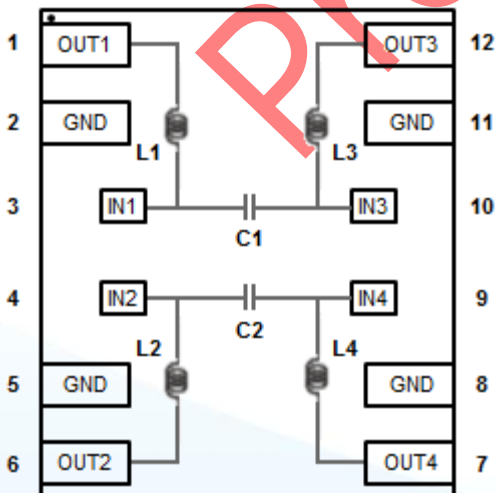 1 OUT1 OUT3 12
2 GND GND 11
L1 L3
3 IN1 IN3 10
C1
4 IN2 IN4 9
C2
L2 L4
5 GND GND 8
6 OUT2 OUT4 7